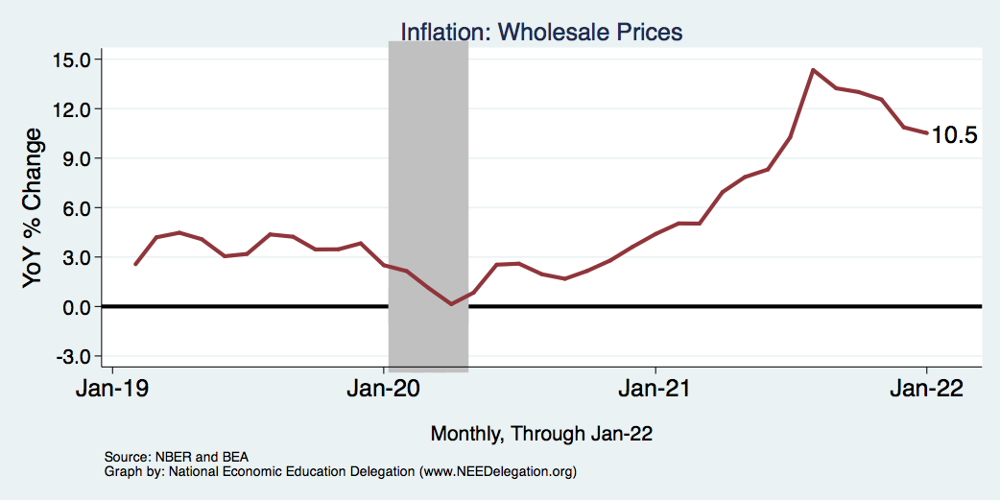 Inflation: Wholesale Prices
YoY % Change
15.0
12.0
9.0
6.0
3.0
0.0
-3.0
10.5
Jan-19 Jan-20 Jan-21 Jan-22
Monthly, Through Jan-22
Source: NBER and BEA
Graph by: National Economic Education Delegation (www.NEEDelegation.org)